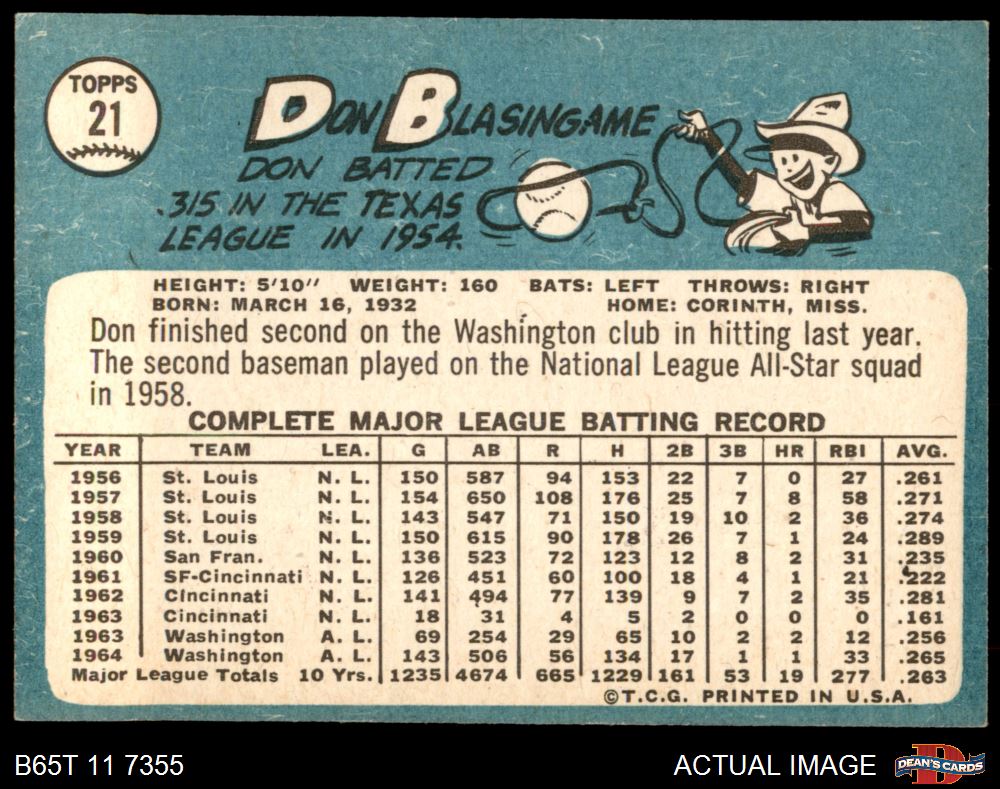 TOPPS
21
DON BLASINGAME
DON BATTED
.315 IN THE TEXAS
LEAGUE IN 1954.
HEIGHT: 5'10" WEIGHT: 160 BATS: LEFT THROWS: RIGHT
BORN: MARCH 16, 1932 HOME: CORINTH, MISS.
Don finished second on the Washington club in hitting last year.
The second baseman played on the National League All-Star squad
in 1958.
COMPLETE MAJOR LEAGUE BATTING RECORD
YEAR TEAM LEA. G AB R H 2B 3B HR RBI AVG.
1956 St. Louis N. L. 150 587 94 153 22 7 0 27 .261
1957 St. Louis N. L. 154 650 108 176 25 7 8 58 .271
1958 St. Louis N. L. 143 547 71 150 19 10 2 36 .274
1959 St. Louis N. L. 150 615 90 178 26 7 1 24 .289
1960 San Fran. N. L. 136 523 72 123 12 8 2 31 .235
1961 SF-Cincinnati N. L. 126 451 60 100 18 4 1 21 .222
1962 Cincinnati N. L. 141 494 77 139 9 7 2 35 .281
1963 Cincinnati N. L. 18 31 4 5 2 0 0 0 .161
1963 Washington A. L. 69 254 29 65 10 2 2 12 .256
1964 Washington A. L. 143 506 56 134 17 1 1 33 .265
Major League Totals 10 Yrs. 1235 4674 665 1229 161 53 19 277 .263
©T.C.G. PRINTED IN U.S.A.
B65T 11 7355 ACTUAL IMAGE DEAN'S CARDS